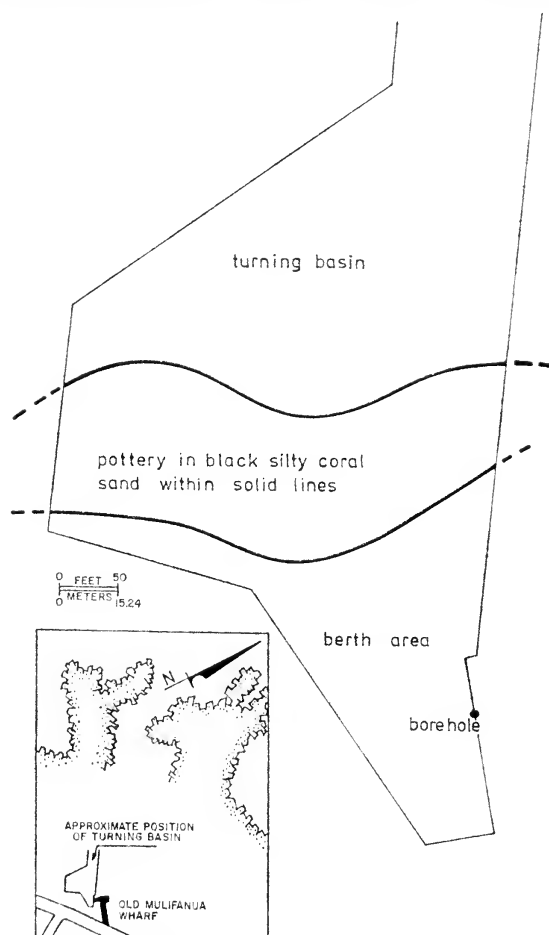 turning basin
pottery in black silty coral
sand within solid lines
0 FEET 50
METERS
0 15.24
berth area
borehole
N
APPROXIMATE POSITION
OF TURNING BASIN
OLD MULIFANUA
WHARF